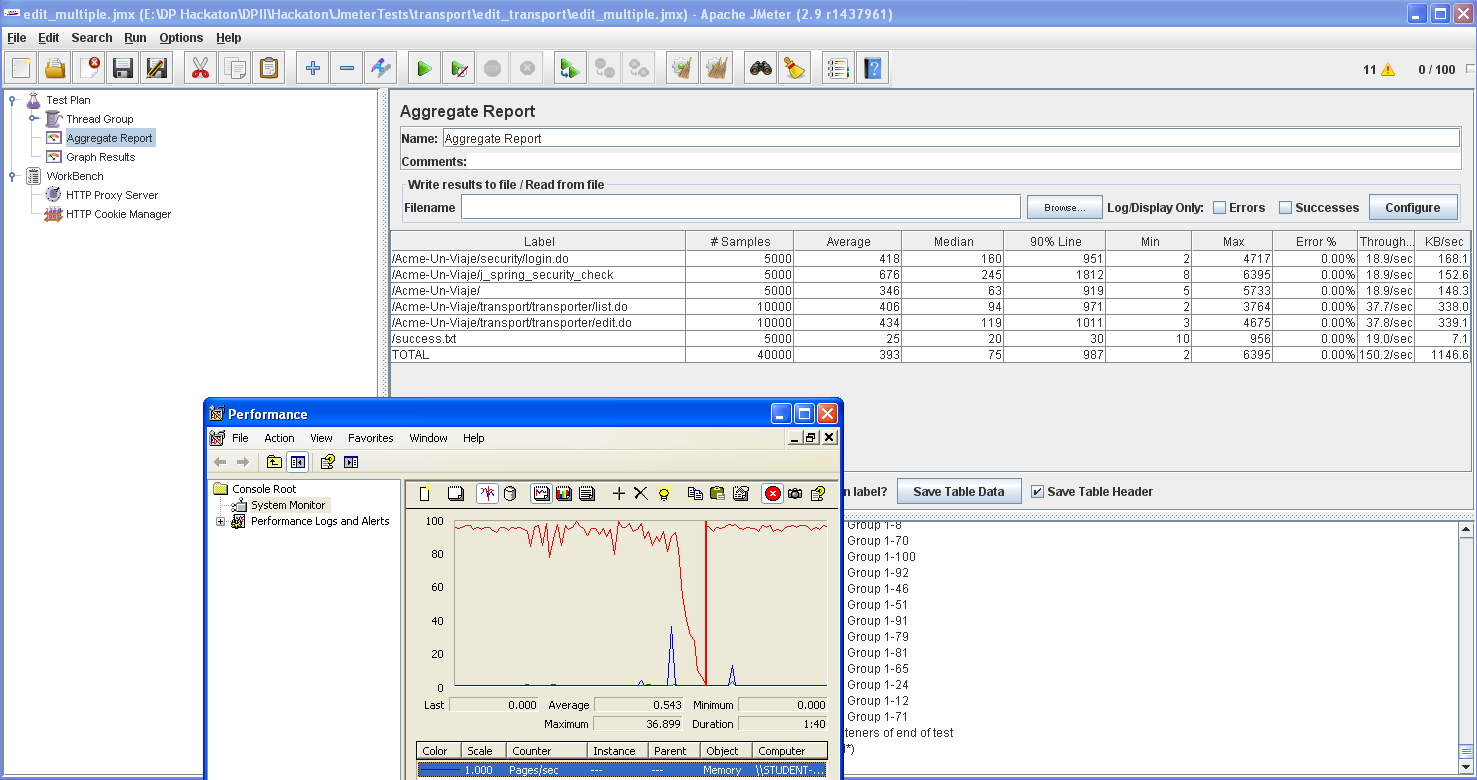 edit_multiple.jmx (E:\DP Hackaton\DPII\Hackaton\JmeterTests\transport\edit_transport\edit_multiple.jmx) - Apache JMeter (2.9 r1437961)
File Edit Search Run Options Help
11 0 / 100
Test Plan
Thread Group
Aggregate Report
Graph Results
WorkBench
HTTP Proxy Server
HTTP Cookie Manager
Aggregate Report
Name: Aggregate Report
Comments:
Write results to file / Read from file
Filename Browse... Log/Display Only: Errors Successes Configure
Label # Samples Average Median 90% Line Min Max Error % Through... KB/sec
/Acme-Un-Viaje/security/login.do 5000 418 160 951 2 4717 0.00% 18.9/sec 168.1
/Acme-Un-Viaje/j_spring_security_check 5000 676 245 1812 8 6395 0.00% 18.9/sec 152.6
/Acme-Un-Viaje/ 5000 346 63 919 5 5733 0.00% 18.9/sec 148.3
/Acme-Un-Viaje/transport/transporter/list.do 10000 406 94 971 2 3764 0.00% 37.7/sec 338.0
/Acme-Un-Viaje/transport/transporter/edit.do 10000 434 119 1011 3 4675 0.00% 37.8/sec 339.1
/success.txt 5000 25 20 30 10 956 0.00% 19.0/sec 7.1
TOTAL 40000 393 75 987 2 6395 0.00% 150.2/sec 1146.6
n label? Save Table Data Save Table Header
Group 1-8
Group 1-70
Group 1-100
Group 1-92
Group 1-46
Group 1-51
Group 1-91
Group 1-79
Group 1-81
Group 1-65
Group 1-24
Group 1-12
Group 1-71
teners of end of test
*)
Performance
File Action View Favorites Window Help
Console Root
System Monitor
Performance Logs and Alerts
100
80
60
40
20
0
Last 0.000 Average 0.543 Minimum 0.000
Maximum 36.899 Duration 1:40
Color Scale Counter Instance Parent Object Computer
1.000 Pages/sec --- --- Memory \\STUDENT-...